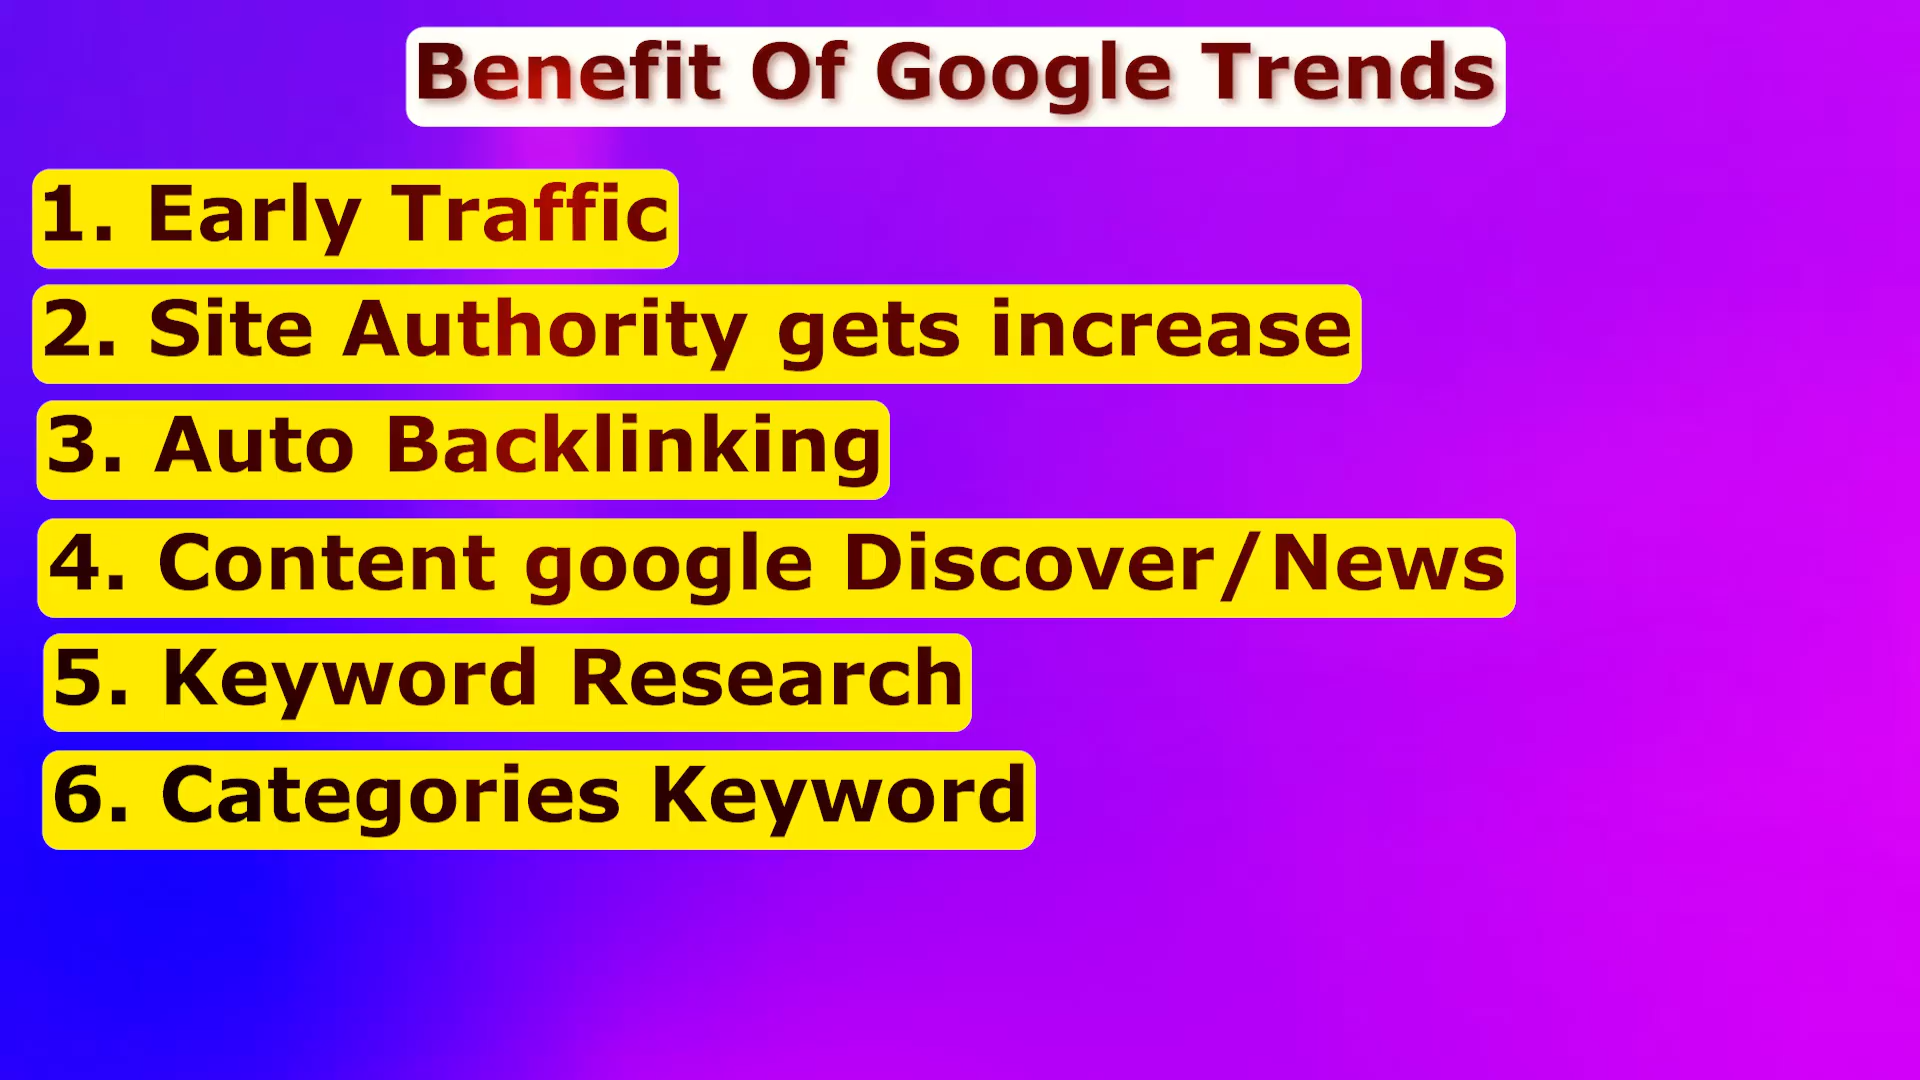 Benefit Of Google Trends
1. Early Traffic
2. Site Authority gets increase
3. Auto Backlinking
4. Content google Discover/News
5. Keyword Research
6. Categories Keyword